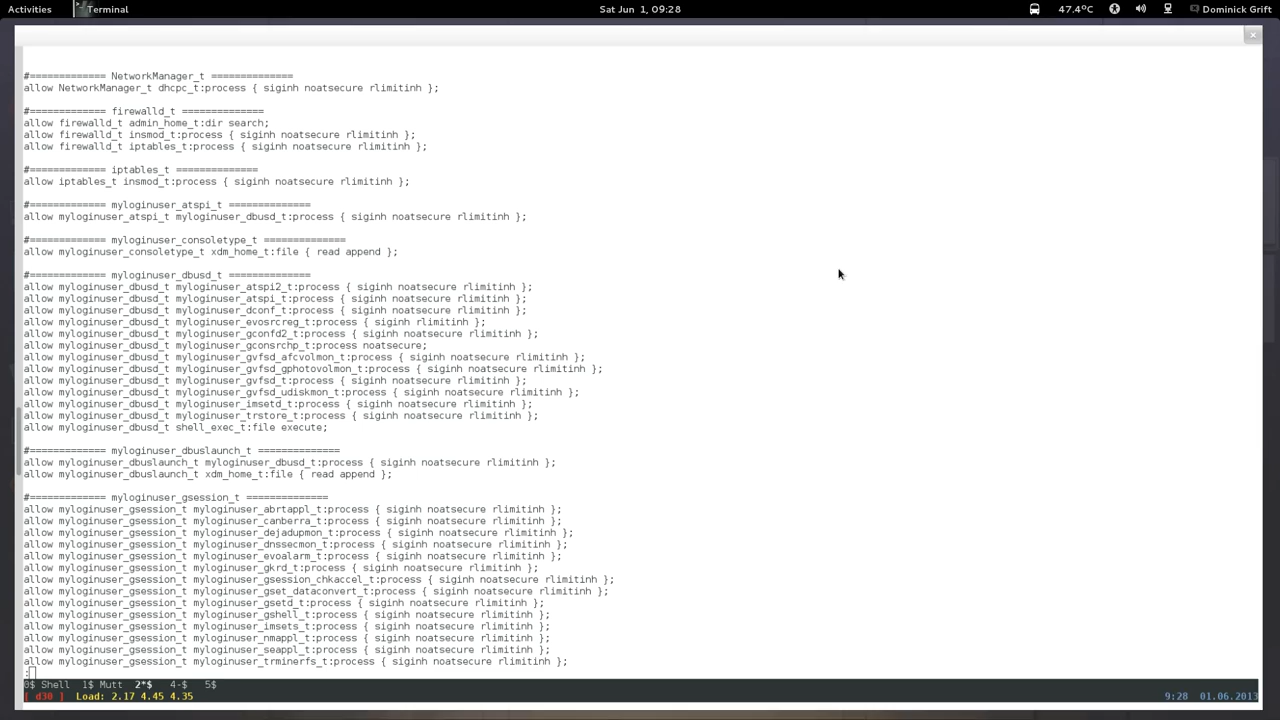 Activities Terminal Sat Jun 1, 09:28 47.4°C Dominick Grift
#============= NetworkManager_t ==============
allow NetworkManager_t dhcpc_t:process { siginh noatsecure rlimitinh };
#============= firewalld_t ==============
allow firewalld_t admin_home_t:dir search;
allow firewalld_t insmod_t:process { siginh noatsecure rlimitinh };
allow firewalld_t iptables_t:process { siginh noatsecure rlimitinh };
#============= iptables_t ==============
allow iptables_t insmod_t:process { siginh noatsecure rlimitinh };
#============= myloginuser_atspi_t ==============
allow myloginuser_atspi_t myloginuser_dbusd_t:process { siginh noatsecure rlimitinh };
#============= myloginuser_consoletype_t ==============
allow myloginuser_consoletype_t xdm_home_t:file { read append };
#============= myloginuser_dbusd_t ==============
allow myloginuser_dbusd_t myloginuser_atspi2_t:process { siginh noatsecure rlimitinh };
allow myloginuser_dbusd_t myloginuser_atspi_t:process { siginh noatsecure rlimitinh };
allow myloginuser_dbusd_t myloginuser_dconf_t:process { siginh noatsecure rlimitinh };
allow myloginuser_dbusd_t myloginuser_evosrcreg_t:process { siginh rlimitinh };
allow myloginuser_dbusd_t myloginuser_gconfd2_t:process { siginh noatsecure rlimitinh };
allow myloginuser_dbusd_t myloginuser_gconsrchp_t:process noatsecure;
allow myloginuser_dbusd_t myloginuser_gvfsd_afcvolmon_t:process { siginh noatsecure rlimitinh };
allow myloginuser_dbusd_t myloginuser_gvfsd_gphotovolmon_t:process { siginh noatsecure rlimitinh };
allow myloginuser_dbusd_t myloginuser_gvfsd_t:process { siginh noatsecure rlimitinh };
allow myloginuser_dbusd_t myloginuser_gvfsd_udiskmon_t:process { siginh noatsecure rlimitinh };
allow myloginuser_dbusd_t myloginuser_imsetd_t:process { siginh noatsecure rlimitinh };
allow myloginuser_dbusd_t myloginuser_trstore_t:process { siginh noatsecure rlimitinh };
allow myloginuser_dbusd_t shell_exec_t:file execute;
#============= myloginuser_dbuslaunch_t ==============
allow myloginuser_dbuslaunch_t myloginuser_dbusd_t:process { siginh noatsecure rlimitinh };
allow myloginuser_dbuslaunch_t xdm_home_t:file { read append };
#============= myloginuser_gsession_t ==============
allow myloginuser_gsession_t myloginuser_abrtappl_t:process { siginh noatsecure rlimitinh };
allow myloginuser_gsession_t myloginuser_canberra_t:process { siginh noatsecure rlimitinh };
allow myloginuser_gsession_t myloginuser_dejadupmon_t:process { siginh noatsecure rlimitinh };
allow myloginuser_gsession_t myloginuser_dnssecmon_t:process { siginh noatsecure rlimitinh };
allow myloginuser_gsession_t myloginuser_evoalarm_t:process { siginh noatsecure rlimitinh };
allow myloginuser_gsession_t myloginuser_gkrd_t:process { siginh noatsecure rlimitinh };
allow myloginuser_gsession_t myloginuser_gsession_chkaccel_t:process { siginh noatsecure rlimitinh };
allow myloginuser_gsession_t myloginuser_gset_dataconvert_t:process { siginh noatsecure rlimitinh };
allow myloginuser_gsession_t myloginuser_gsetd_t:process { siginh noatsecure rlimitinh };
allow myloginuser_gsession_t myloginuser_gshell_t:process { siginh noatsecure rlimitinh };
allow myloginuser_gsession_t myloginuser_imsets_t:process { siginh noatsecure rlimitinh };
allow myloginuser_gsession_t myloginuser_nmappl_t:process { siginh noatsecure rlimitinh };
allow myloginuser_gsession_t myloginuser_seappl_t:process { siginh noatsecure rlimitinh };
allow myloginuser_gsession_t myloginuser_trminerfs_t:process { siginh noatsecure rlimitinh };
:
0$ Shell 1$ Mutt 2*$ 4-$ 5$
[ d30 ] Load: 2.17 4.45 4.35 9:28 01.06.2013